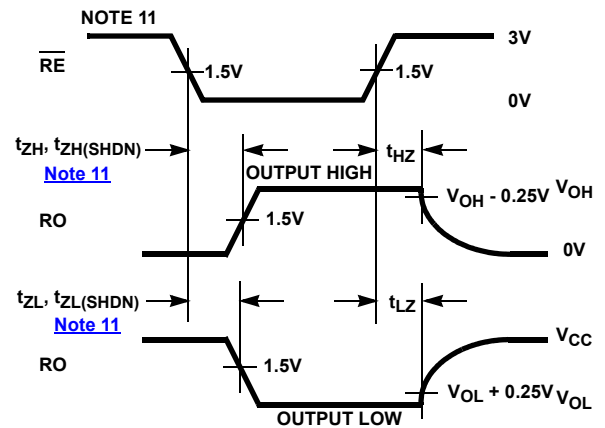 NOTE 11
3V
RE
1.5V
1.5V
0V
tZH, tZH(SHDN)
Note 11
tHZ
OUTPUT HIGH
VOH - 0.25V
VOH
RO
1.5V
0V
tZL, tZL(SHDN)
Note 11
tLZ
VCC
RO
1.5V
VOL + 0.25V
VOL
OUTPUT LOW